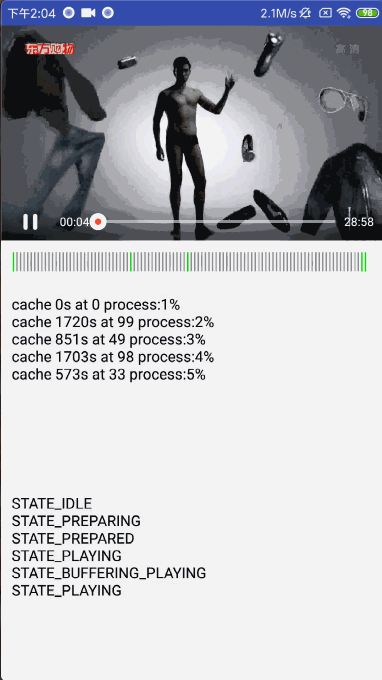 下午2:04
2.1M/s
98
东方购物
高清
00:04
28:58
cache 0s at 0 process:1%
cache 1720s at 99 process:2%
cache 851s at 49 process:3%
cache 1703s at 98 process:4%
cache 573s at 33 process:5%
STATE_IDLE
STATE_PREPARING
STATE_PREPARED
STATE_PLAYING
STATE_BUFFERING_PLAYING
STATE_PLAYING